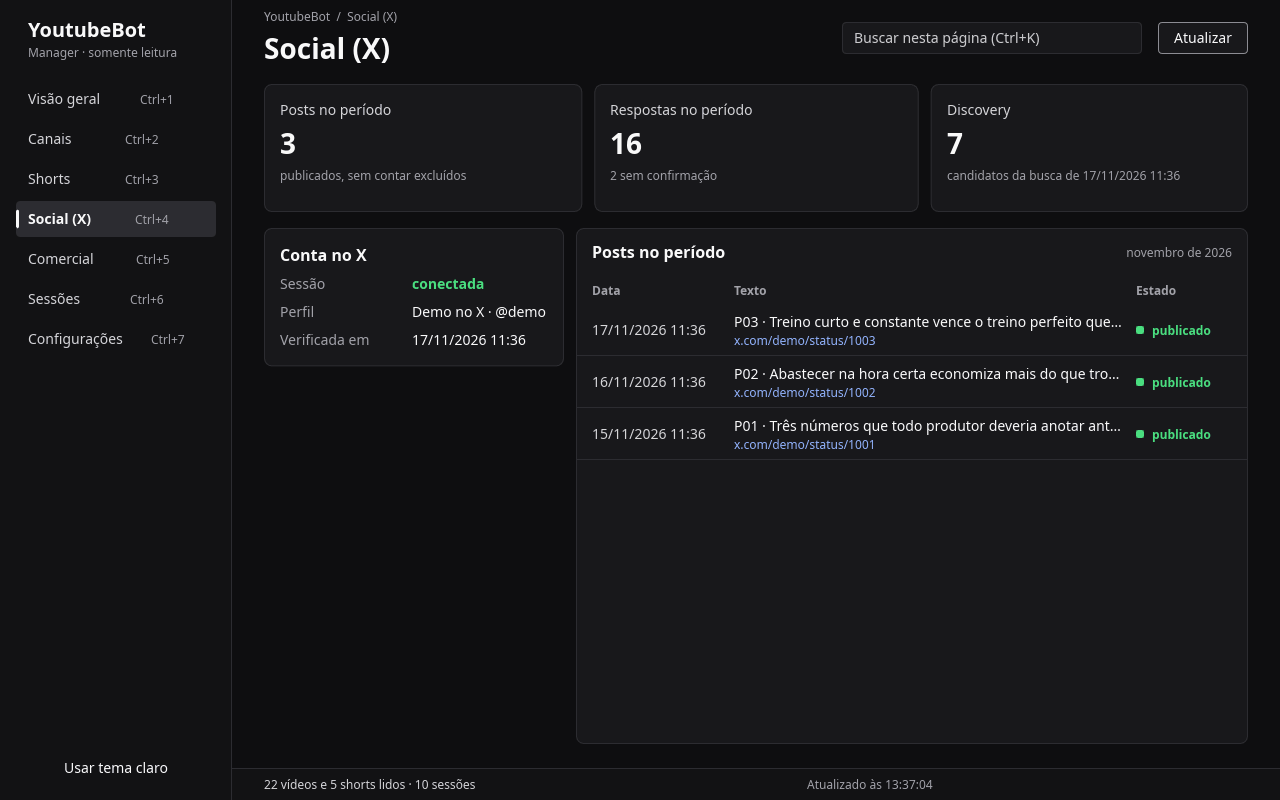 YoutubeBot
Manager · somente leitura
Visão geral Ctrl+1
Canais Ctrl+2
Shorts Ctrl+3
Social (X) Ctrl+4
Comercial Ctrl+5
Sessões Ctrl+6
Configurações Ctrl+7
Usar tema claro
YoutubeBot / Social (X)
Social (X)
Buscar nesta página (Ctrl+K)
Atualizar
Posts no período
3
publicados, sem contar excluídos
Respostas no período
16
2 sem confirmação
Discovery
7
candidatos da busca de 17/11/2026 11:36
Conta no X
Sessão conectada
Perfil Demo no X · @demo
Verificada em 17/11/2026 11:36
Posts no período novembro de 2026
Data Texto Estado
17/11/2026 11:36 P03 · Treino curto e constante vence o treino perfeito que... publicado
x.com/demo/status/1003
16/11/2026 11:36 P02 · Abastecer na hora certa economiza mais do que tro... publicado
x.com/demo/status/1002
15/11/2026 11:36 P01 · Três números que todo produtor deveria anotar ant... publicado
x.com/demo/status/1001
22 vídeos e 5 shorts lidos · 10 sessões
Atualizado às 13:37:04